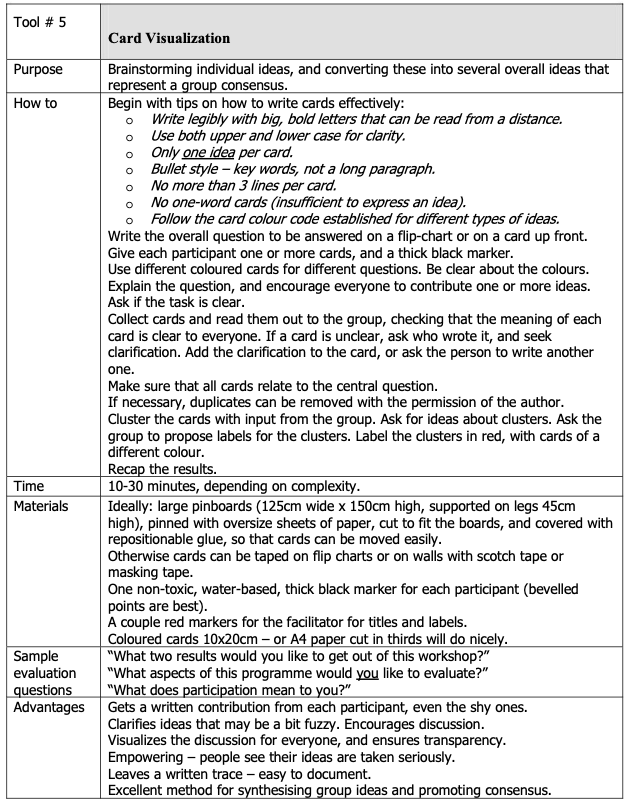 Tool # 5
Card Visualization
Purpose
Brainstorming individual ideas, and converting these into several overall ideas that
represent a group consensus.
How to
Begin with tips on how to write cards effectively:
o Write legibly with big, bold letters that can be read from a distance.
o Use both upper and lower case for clarity.
o Only one idea per card.
o Bullet style – key words, not a long paragraph.
o No more than 3 lines per card.
o No one-word cards (insufficient to express an idea).
o Follow the card colour code established for different types of ideas.
Write the overall question to be answered on a flip-chart or on a card up front.
Give each participant one or more cards, and a thick black marker.
Use different coloured cards for different questions. Be clear about the colours.
Explain the question, and encourage everyone to contribute one or more ideas.
Ask if the task is clear.
Collect cards and read them out to the group, checking that the meaning of each
card is clear to everyone. If a card is unclear, ask who wrote it, and seek
clarification. Add the clarification to the card, or ask the person to write another
one.
Make sure that all cards relate to the central question.
If necessary, duplicates can be removed with the permission of the author.
Cluster the cards with input from the group. Ask for ideas about clusters. Ask the
group to propose labels for the clusters. Label the clusters in red, with cards of a
different colour.
Recap the results.
Time
10-30 minutes, depending on complexity.
Materials
Ideally: large pinboards (125cm wide x 150cm high, supported on legs 45cm
high), pinned with oversize sheets of paper, cut to fit the boards, and covered with
repositionable glue, so that cards can be moved easily.
Otherwise cards can be taped on flip charts or on walls with scotch tape or
masking tape.
One non-toxic, water-based, thick black marker for each participant (bevelled
points are best).
A couple red markers for the facilitator for titles and labels.
Coloured cards 10x20cm – or A4 paper cut in thirds will do nicely.
Sample
evaluation
questions
“What two results would you like to get out of this workshop?”
“What aspects of this programme would you like to evaluate?”
“What does participation mean to you?”
Advantages
Gets a written contribution from each participant, even the shy ones.
Clarifies ideas that may be a bit fuzzy. Encourages discussion.
Visualizes the discussion for everyone, and ensures transparency.
Empowering – people see their ideas are taken seriously.
Leaves a written trace – easy to document.
Excellent method for synthesising group ideas and promoting consensus.